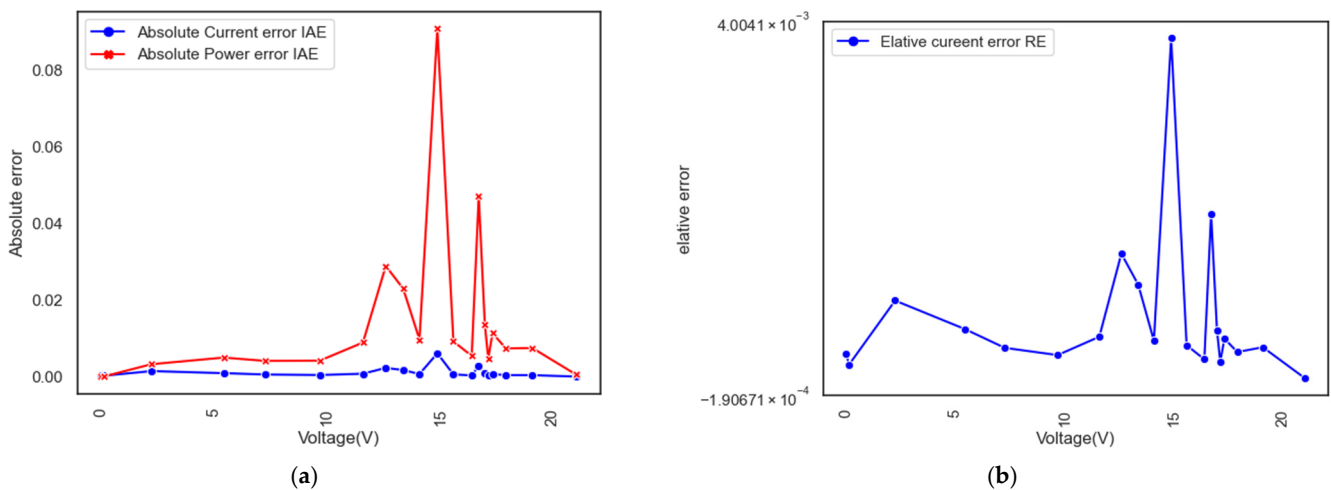 Absolute Current error IAE
Absolute Power error IAE
0.08
0.06
0.04
0.02
0.00
Absolute error
0
5
10
15
20
Voltage(V)
(a)
4.0041 × 10⁻³
Elative cureent error RE
elative error
−1.90671 × 10⁻⁴
0
5
10
15
20
Voltage(V)
(b)